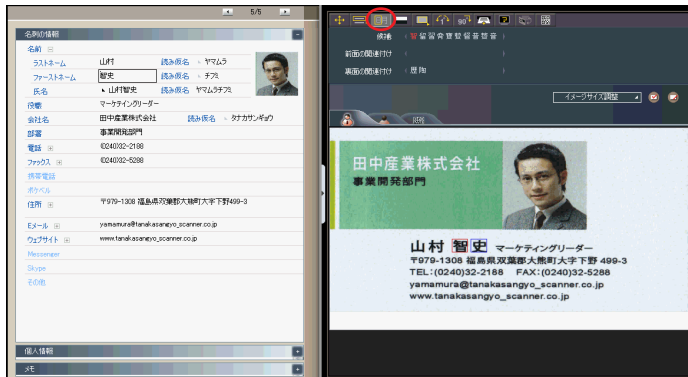 5/5
名刺の情報
名前
ラストネーム 山村 読み仮名 ヤマムラ
ファーストネーム 智史 読み仮名
氏名 山村智史 読み仮名
役職 マーケティングリーダー
会社名 田中産業株式会社 読み仮名 タナカサンギョウ
部署 事業開発部門
電話 (0240)32-2188
ファックス (0240)32-5288
携帯電話
ポケベル
住所 〒979-1308 福島県双葉郡大熊町大字下野499-3
Eメール yamamura@tanakasangyo_scanner.co.jp
ウェブサイト www.tanakasangyo_scanner.co.jp
Messenger
Skype
その他
個人情報
メモ
候補
前面の関連付け
裏面の関連付け
イメージサイズ調整
田中産業株式会社
事業開発部門
山村 智史 マーケティングリーダー
〒979-1308 福島県双葉郡大熊町大字下野 499-3
TEL:(0240)32-2188 FAX:(0240)32-5288
yamamura@tanakasangyo_scanner.co.jp
www.tanakasangyo_scanner.co.jp